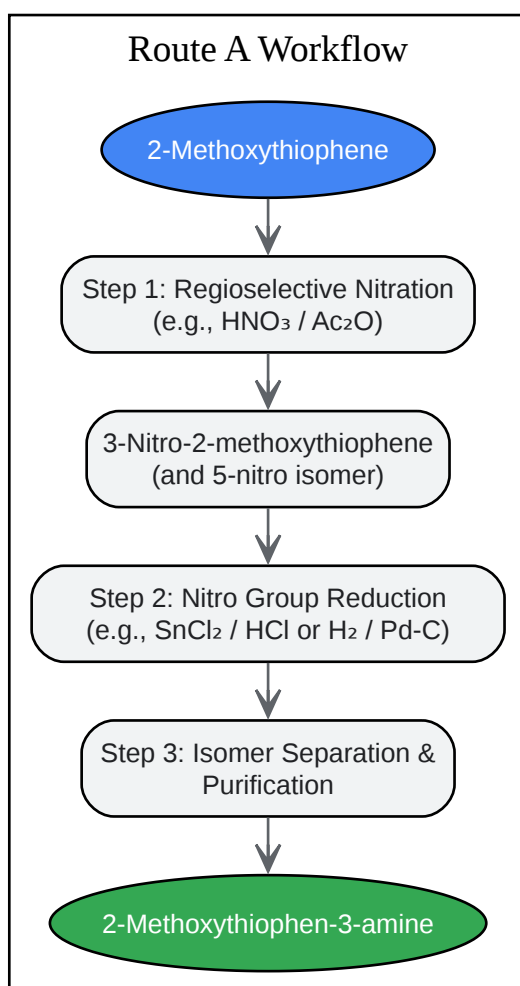 Route A Workflow
2-Methoxythiophene
Step 1: Regioselective Nitration
(e.g., HNO₃ / Ac₂O)
3-Nitro-2-methoxythiophene
(and 5-nitro isomer)
Step 2: Nitro Group Reduction
(e.g., SnCl₂ / HCl or H₂ / Pd-C)
Step 3: Isomer Separation &
Purification
2-Methoxythiophen-3-amine